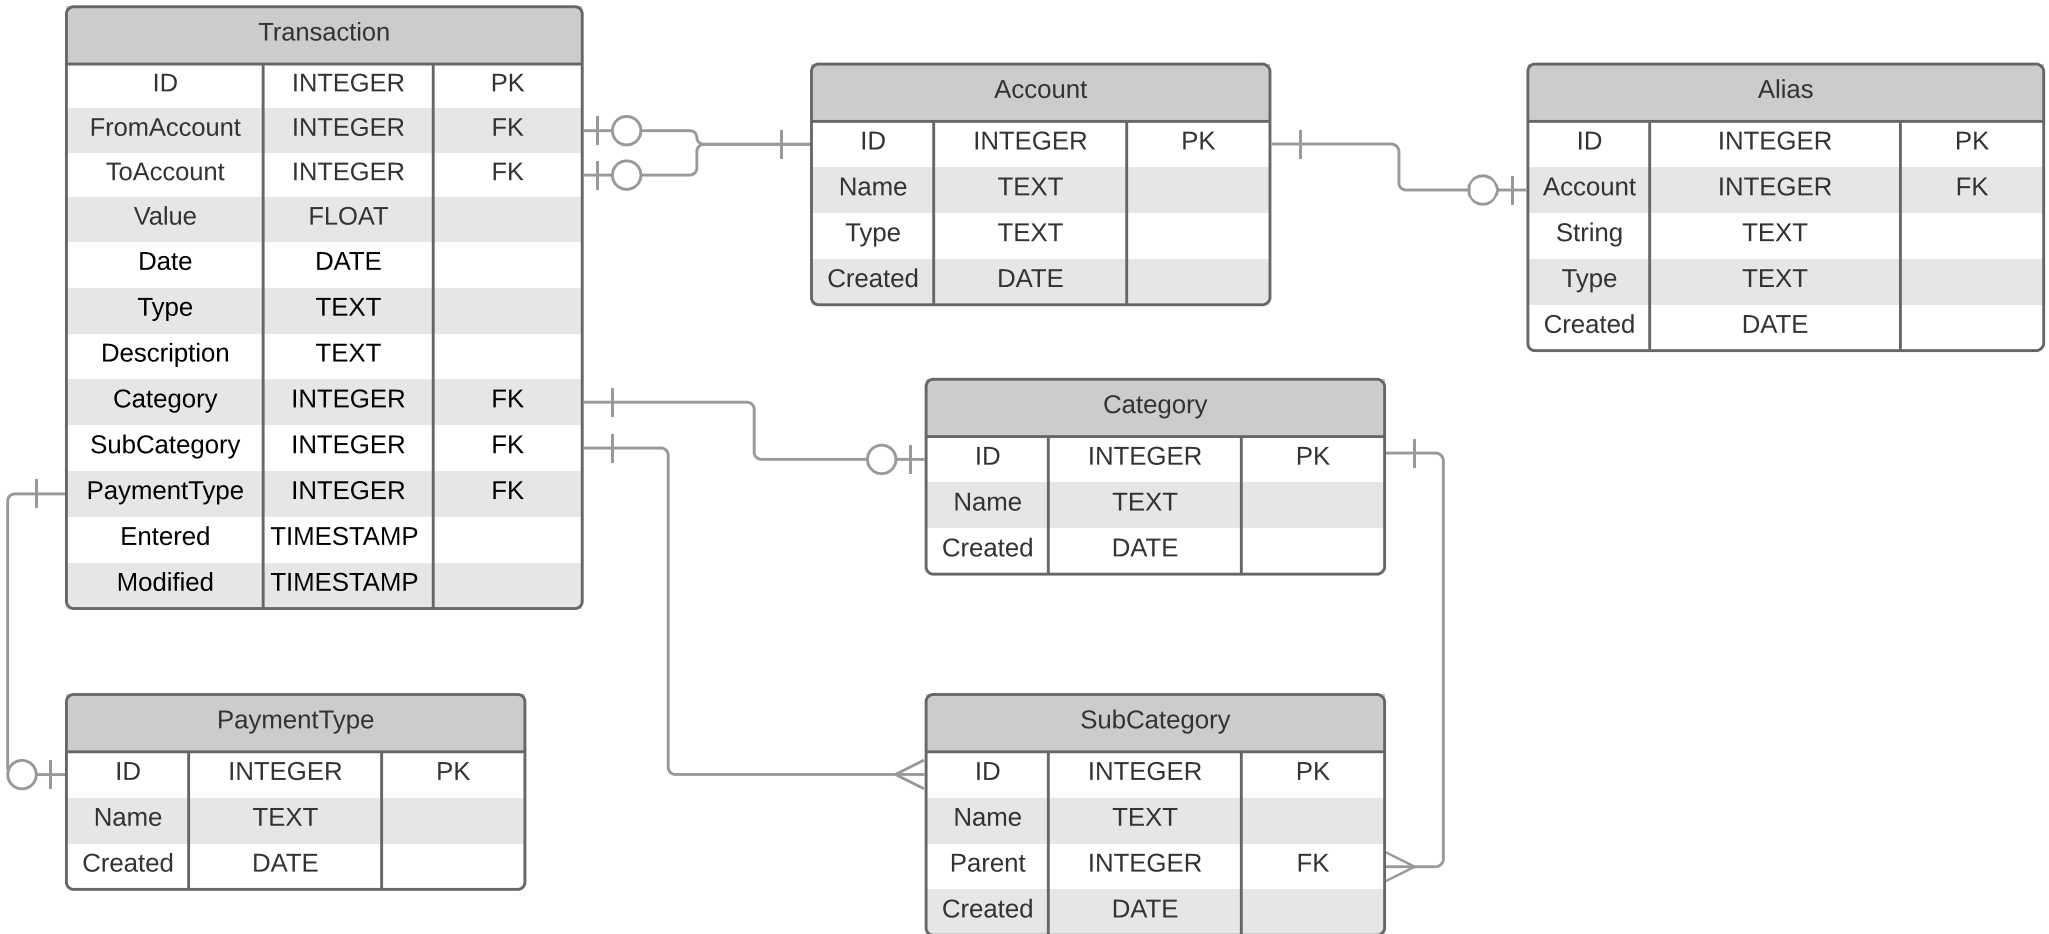 Transaction
ID INTEGER PK
FromAccount INTEGER FK
ToAccount INTEGER FK
Value FLOAT
Date DATE
Type TEXT
Description TEXT
Category INTEGER FK
SubCategory INTEGER FK
PaymentType INTEGER FK
Entered TIMESTAMP
Modified TIMESTAMP
Account
ID INTEGER PK
Name TEXT
Type TEXT
Created DATE
Alias
ID INTEGER PK
Account INTEGER FK
String TEXT
Type TEXT
Created DATE
Category
ID INTEGER PK
Name TEXT
Created DATE
PaymentType
ID INTEGER PK
Name TEXT
Created DATE
SubCategory
ID INTEGER PK
Name TEXT
Parent INTEGER FK
Created DATE